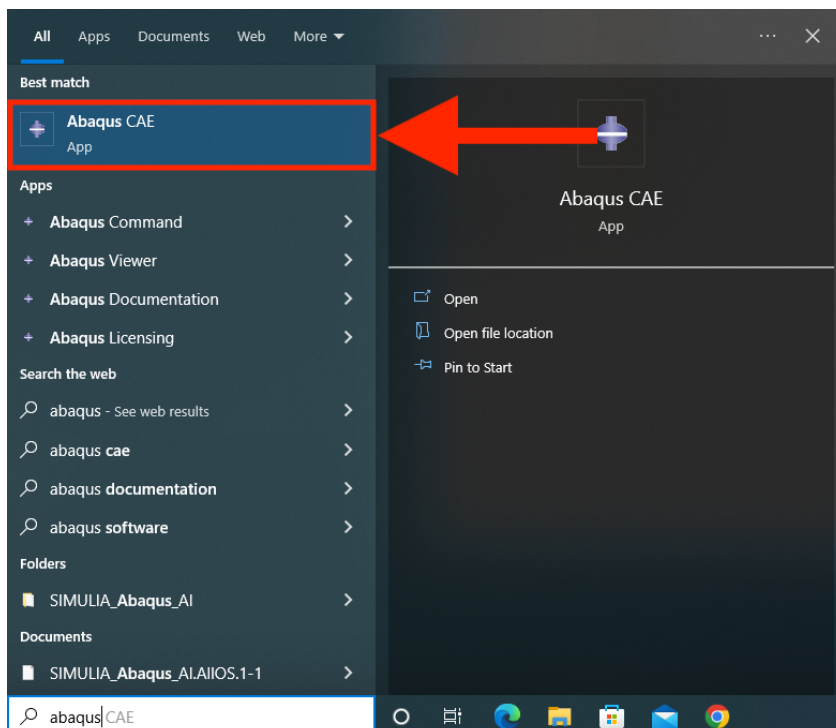 All Apps Documents Web More
Best match
Abaqus CAE
App
Apps
Abaqus Command
Abaqus Viewer
Abaqus Documentation
Abaqus Licensing
Search the web
abaqus - See web results
abaqus cae
abaqus documentation
abaqus software
Folders
SIMULIA_Abaqus_AI
Documents
SIMULIA_Abaqus_AI.AllOS.1-1
abaqus CAE
Abaqus CAE
App
Open
Open file location
Pin to Start